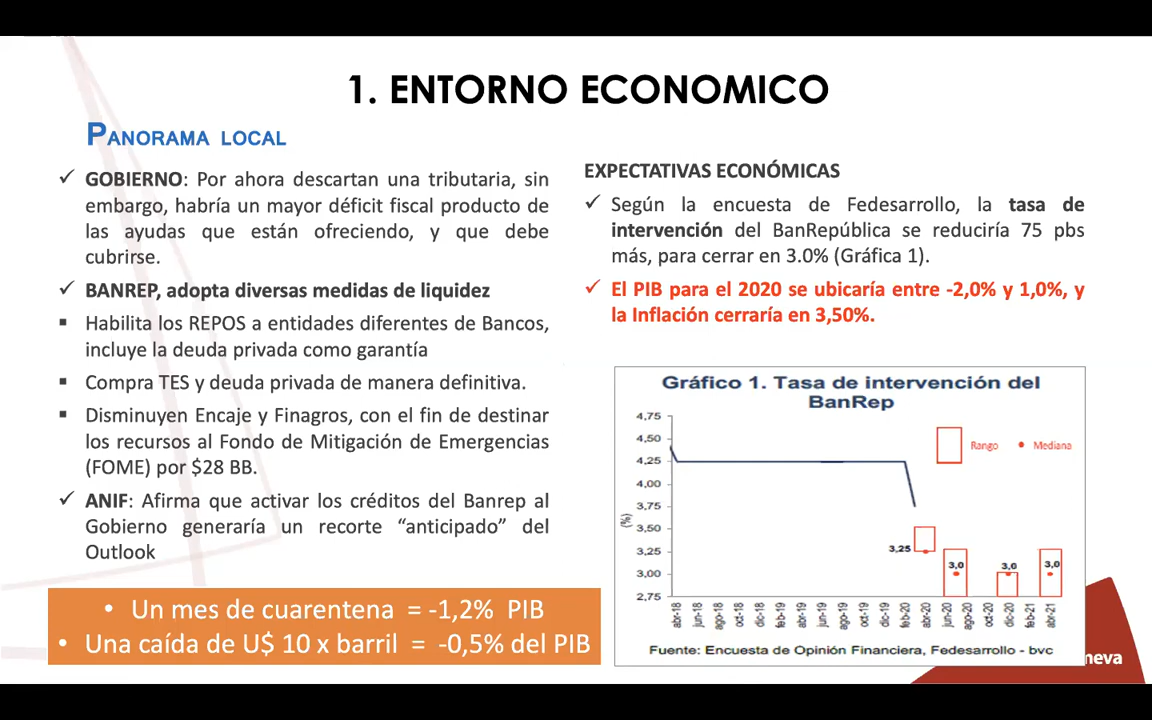 1. ENTORNO ECONOMICO
PANORAMA LOCAL
✓ GOBIERNO: Por ahora descartan una tributaria, sin
embargo, habría un mayor déficit fiscal producto de
las ayudas que están ofreciendo, y que debe
cubrirse.
✓ BANREP, adopta diversas medidas de liquidez
▪ Habilita los REPOS a entidades diferentes de Bancos,
incluye la deuda privada como garantía
▪ Compra TES y deuda privada de manera definitiva.
▪ Disminuyen Encaje y Finagros, con el fin de destinar
los recursos al Fondo de Mitigación de Emergencias
(FOME) por $28 BB.
✓ ANIF: Afirma que activar los créditos del Banrep al
Gobierno generaría un recorte “anticipado” del
Outlook
• Un mes de cuarentena = -1,2% PIB
• Una caída de U$ 10 x barril = -0,5% del PIB
EXPECTATIVAS ECONÓMICAS
✓ Según la encuesta de Fedesarrollo, la tasa de
intervención del BanRepública se reduciría 75 pbs
más, para cerrar en 3.0% (Gráfica 1).
✓ El PIB para el 2020 se ubicaría entre -2,0% y 1,0%, y
la Inflación cerraría en 3,50%.
Gráfico 1. Tasa de intervención del
BanRep
4,75
4,50
4,25
4,00
3,75
3,50
3,25
3,00
2,75
(%)
Rango
Mediana
3,25
3,0
3,0
3,0
abr-18
jun-18
ago-18
oct-18
dic-18
feb-19
abr-19
jun-19
ago-19
oct-19
dic-19
feb-20
abr-20
jun-20
ago-20
oct-20
dic-20
feb-21
abr-21
Fuente: Encuesta de Opinión Financiera, Fedesarrollo - bvc
neva